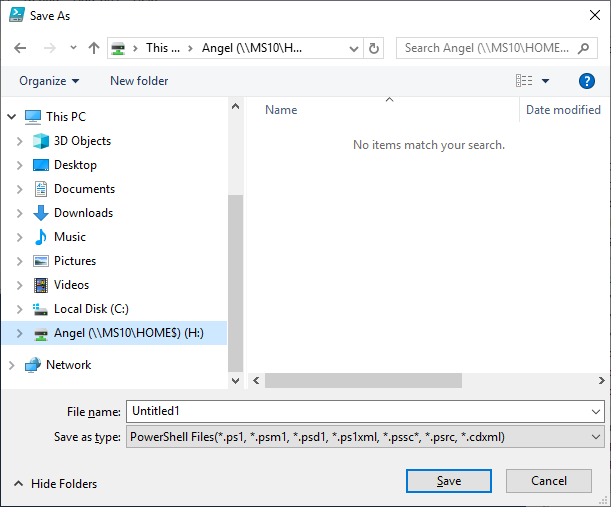 Save As
This ... Angel (\\MS10\H... Search Angel (\\MS10\HOME...
Organize New folder
Name Date modified
No items match your search.
This PC
3D Objects
Desktop
Documents
Downloads
Music
Pictures
Videos
Local Disk (C:)
Angel (\\MS10\HOME$) (H:)
Network
File name: Untitled1
Save as type: PowerShell Files(*.ps1, *.psm1, *.psd1, *.ps1xml, *.pssc*, *.psrc, *.cdxml)
Hide Folders Save Cancel